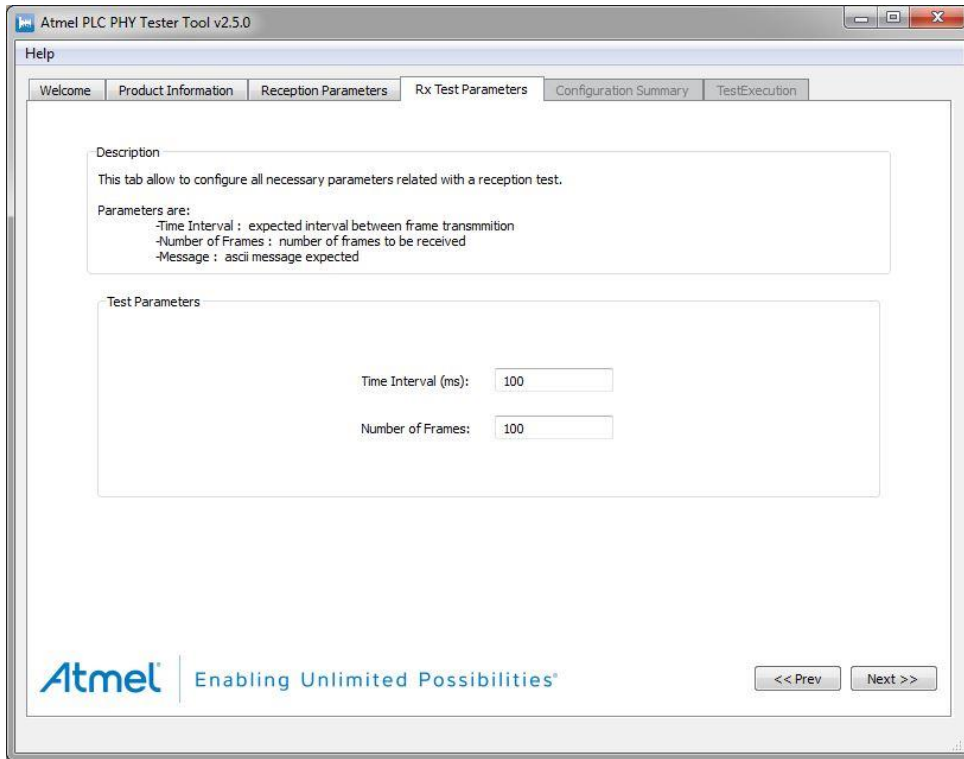 Atmel PLC PHY Tester Tool v2.5.0
Help
Welcome Product Information Reception Parameters Rx Test Parameters Configuration Summary TestExecution
Description
This tab allow to configure all necessary parameters related with a reception test.
Parameters are:
-Time Interval : expected interval between frame transmmition
-Number of Frames : number of frames to be received
-Message : ascii message expected
Test Parameters
Time Interval (ms): 100
Number of Frames: 100
Atmel Enabling Unlimited Possibilities®
<< Prev Next >>